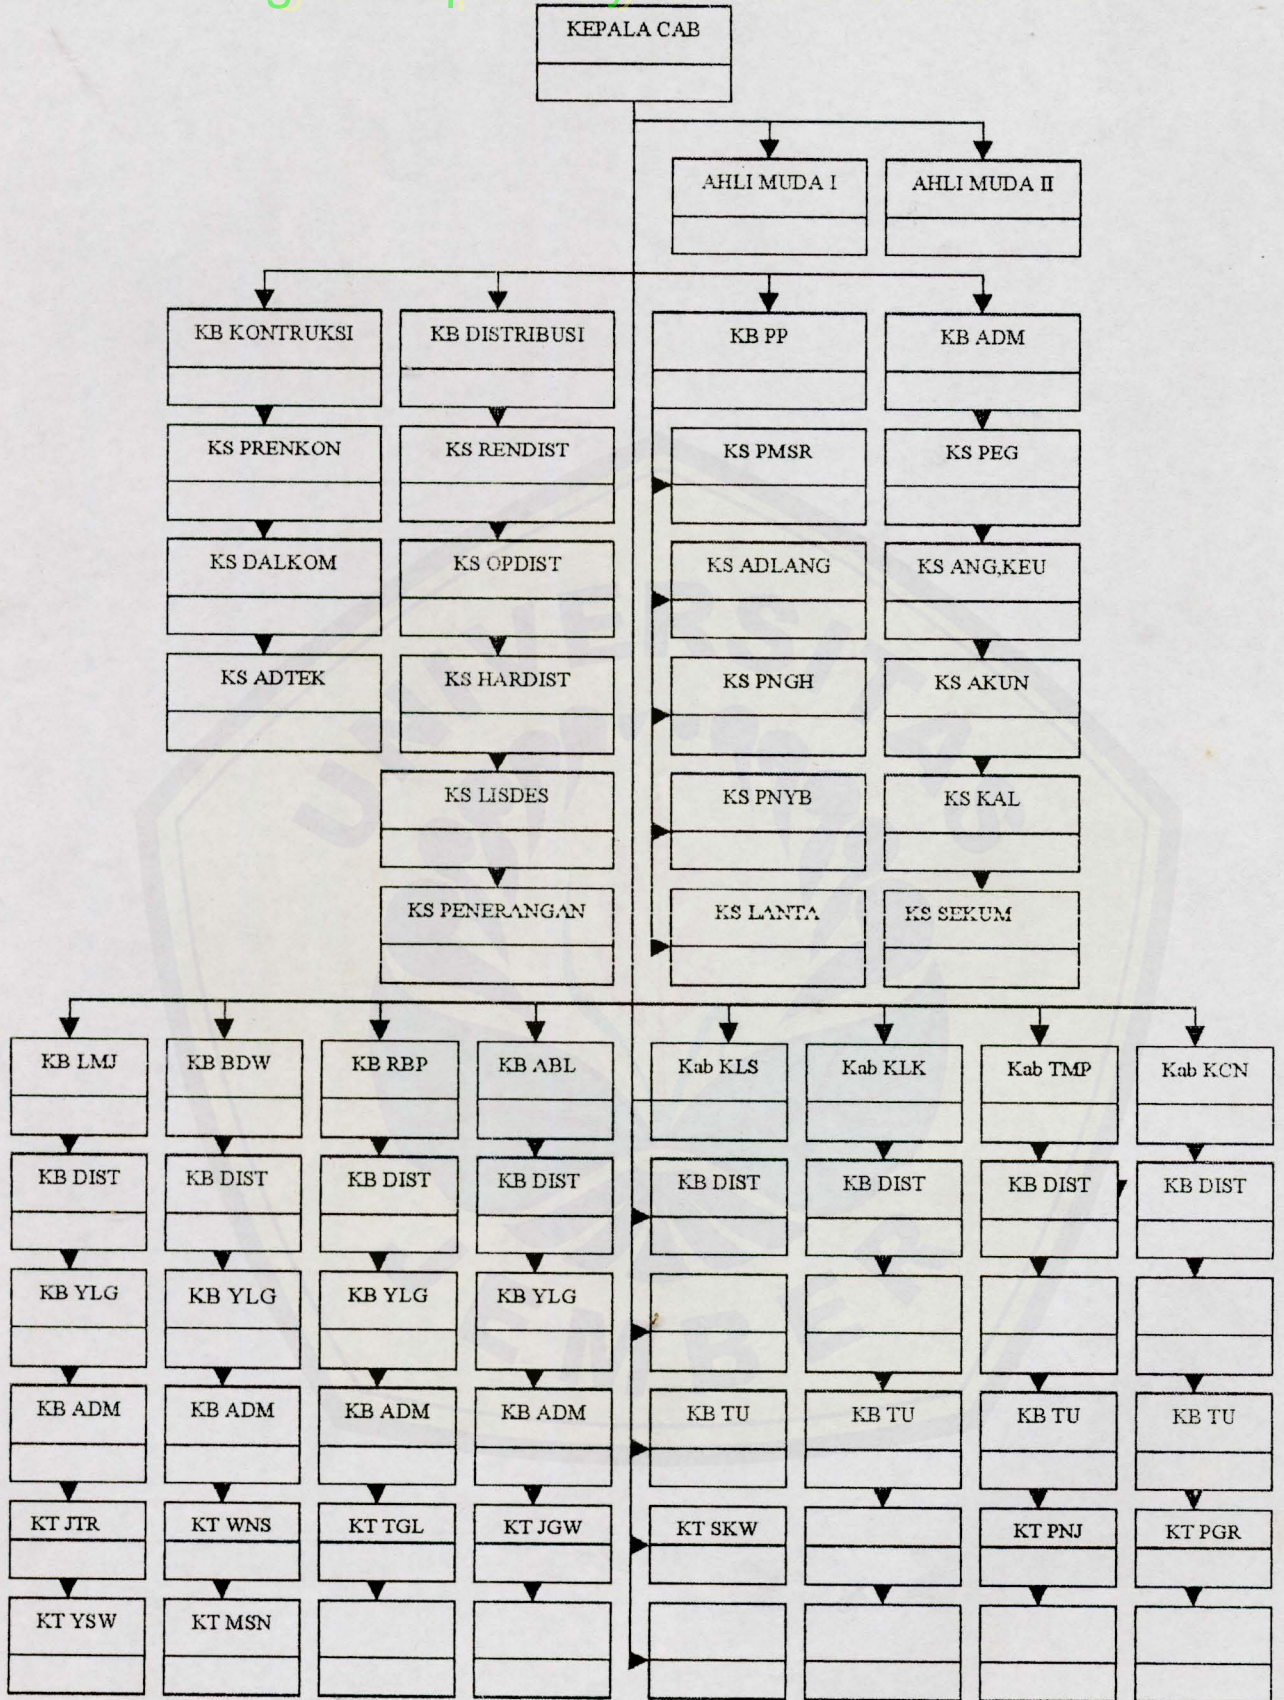 KEPALA CAB
AHLI MUDA I
AHLI MUDA II
KB KONTRUKSI
KB DISTRIBUSI
KB PP
KB ADM
KS PRENKON
KS RENDIST
KS PMSR
KS PEG
KS DALKOM
KS OPDIST
KS ADLANG
KS ANG,KEU
KS ADTEK
KS HARDIST
KS PNGH
KS AKUN
KS LISDES
KS PNYB
KS KAL
KS PENERANGAN
KS LANTA
KS SEKUM
KB LMJ
KB BDW
KB RBP
KB ABL
Kab KLS
Kab KLK
Kab TMP
Kab KCN
KB DIST
KB DIST
KB DIST
KB DIST
KB DIST
KB DIST
KB DIST
KB DIST
KB YLG
KB YLG
KB YLG
KB YLG
KB ADM
KB ADM
KB ADM
KB ADM
KB TU
KB TU
KB TU
KB TU
KT JTR
KT WNS
KT TGL
KT JGW
KT SKW
KT PNJ
KT PGR
KT YSW
KT MSN
UNIVERSITAS
JEMBER